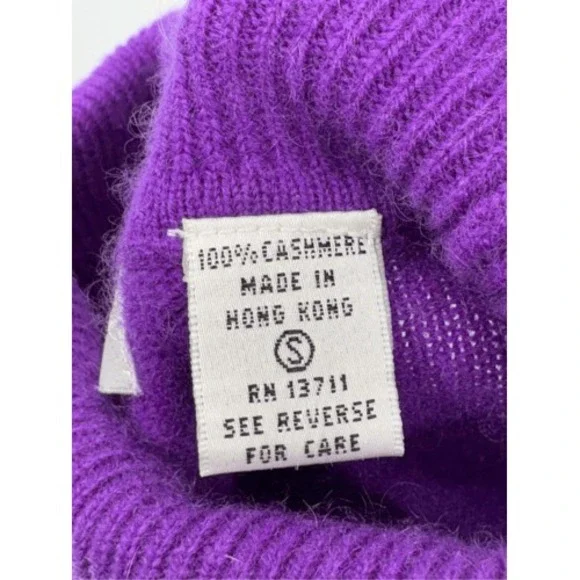 100% CASHMERE
MADE IN
HONG KONG
S
RN 13711
SEE REVERSE
FOR CARE